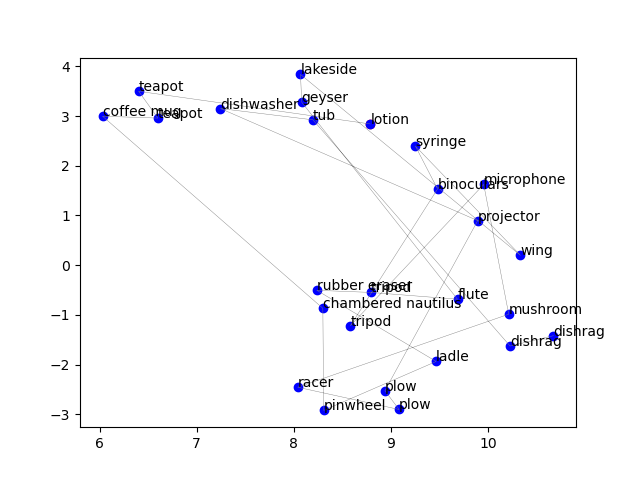 4
lakeside
teapot
geyser
3
coffee mug
teapot
dishwasher
tub
lotion
syringe
2
binoculars
microphone
1
projector
wing
0
rubber eraser
tripod
flute
chambered nautilus
−1
mushroom
tripod
dishrag
dishrag
−2
ladle
racer
plow
pinwheel
plow
−3
6
7
8
9
10